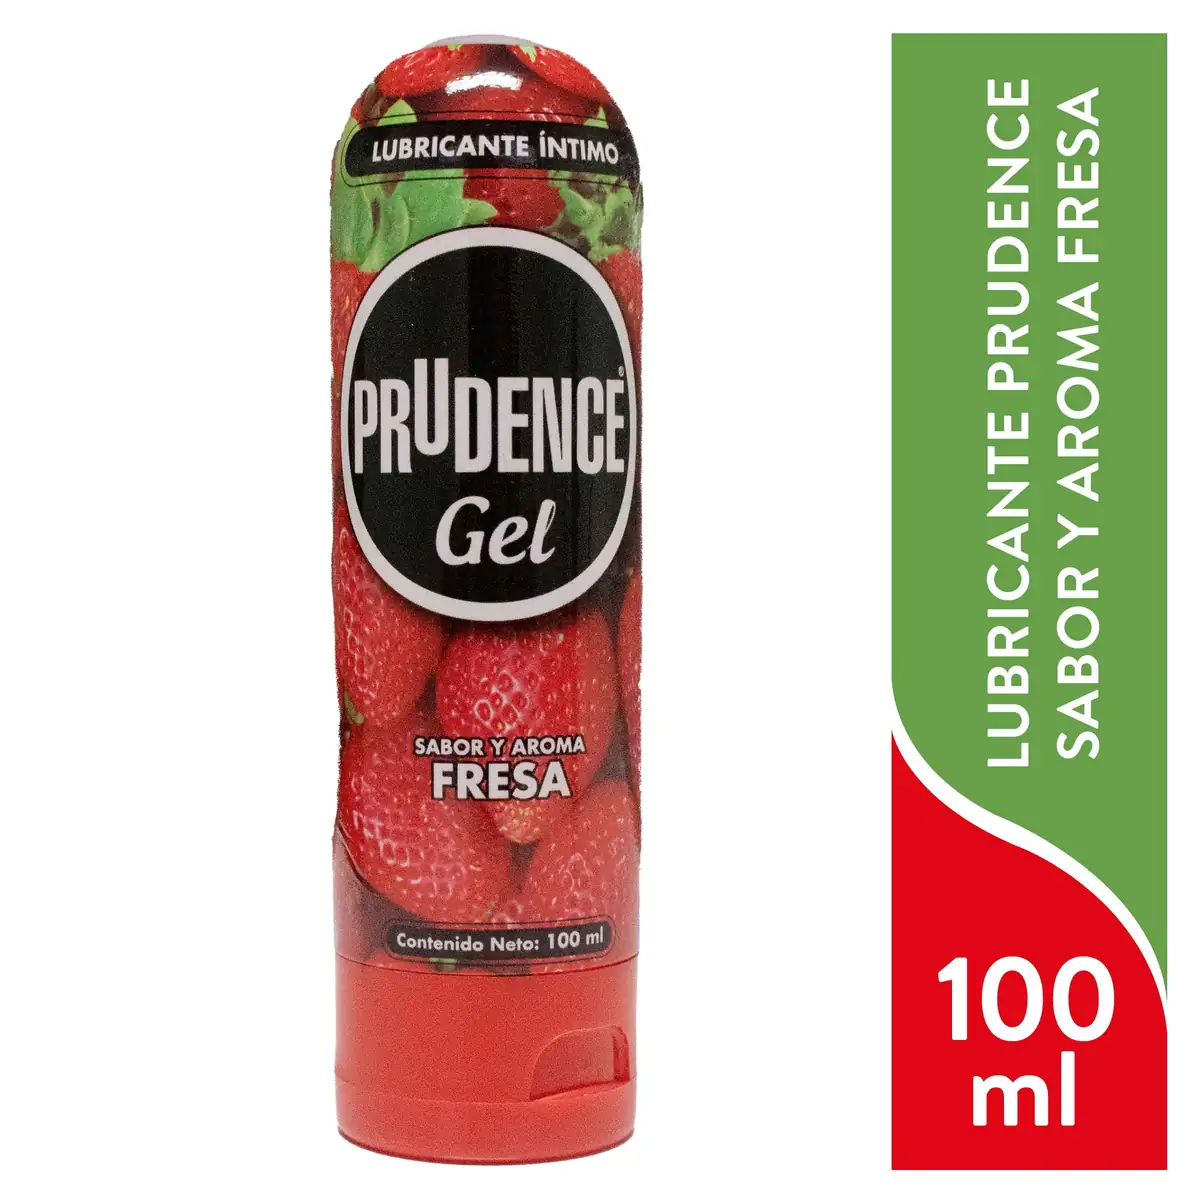 LUBRICANTE ÍNTIMO
PRUDENCE®
Gel
SABOR Y AROMA
FRESA
Contenido Neto: 100 ml
LUBRICANTE PRUDENCE
SABOR Y AROMA FRESA
100
ml